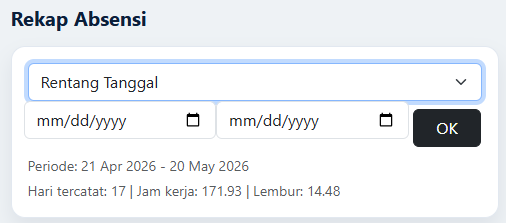 Rekap Absensi
Rentang Tanggal
mm/dd/yyyy mm/dd/yyyy OK
Periode: 21 Apr 2026 - 20 May 2026
Hari tercatat: 17 | Jam kerja: 171.93 | Lembur: 14.48